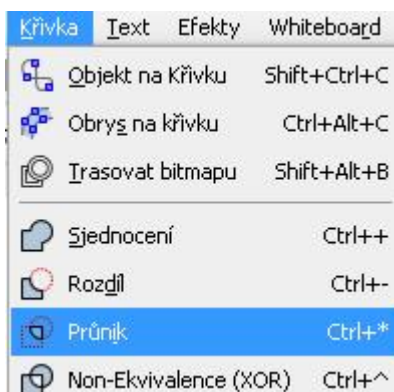 Křivka Text Efekty Whiteboard
Objekt na Křivku Shift+Ctrl+C
Obrys na křivku Ctrl+Alt+C
Trasovat bitmapu Shift+Alt+B
Sjednocení Ctrl++
Rozdíl Ctrl+-
Průnik Ctrl+*
Non-Ekvivalence (XOR) Ctrl+^